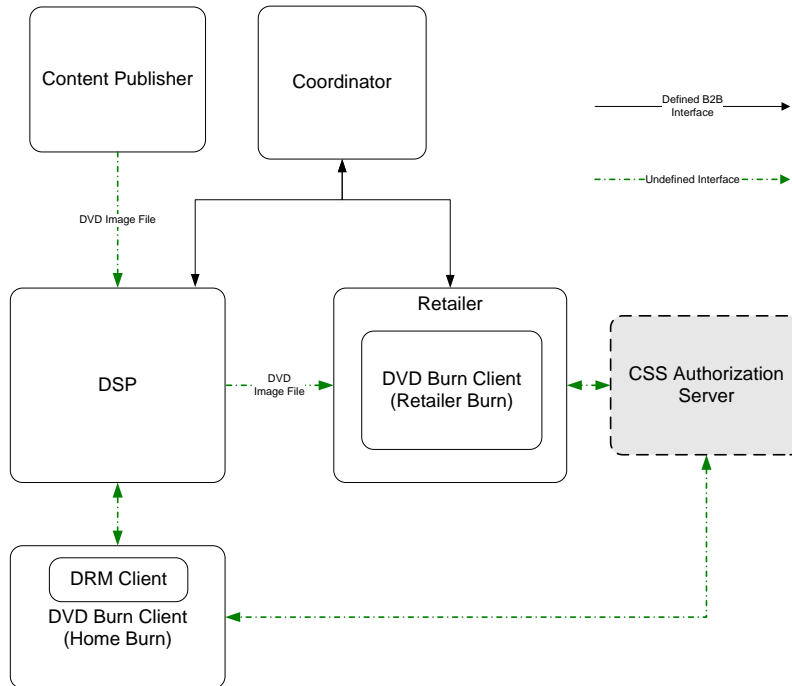 Content Publisher
Coordinator
Defined B2B
Interface
Undefined Interface
DVD Image File
Retailer
DSP
DVD
Image File
DVD Burn Client
(Retailer Burn)
CSS Authorization
Server
DRM Client
DVD Burn Client
(Home Burn)